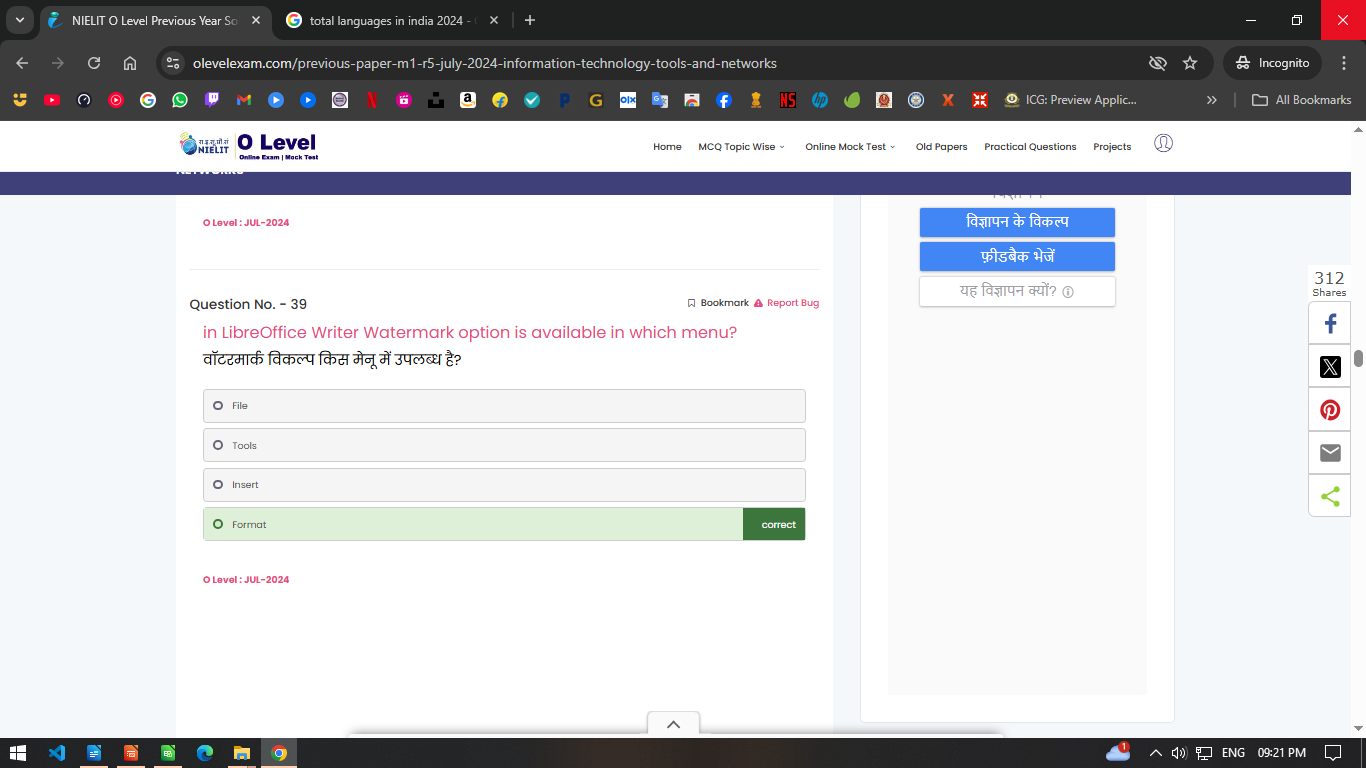 NIELIT O Level Previous Year So
total languages in india 2024 -
olevelexam.com/previous-paper-m1-r5-july-2024-information-technology-tools-and-networks
Incognito
ICG: Preview Applic...
All Bookmarks
NIELIT
O Level
Online Exam | Mock Test
Home
MCQ Topic Wise
Online Mock Test
Old Papers
Practical Questions
Projects
NETWORKS
O Level : JUL-2024
विज्ञापन के विकल्प
फ़ीडबैक भेजें
यह विज्ञापन क्यों?
312
Shares
Question No. - 39
Bookmark
Report Bug
in LibreOffice Writer Watermark option is available in which menu?
वॉटरमार्क विकल्प किस मेनू में उपलब्ध है?
File
Tools
Insert
Format
correct
O Level : JUL-2024
1
ENG
09:21 PM